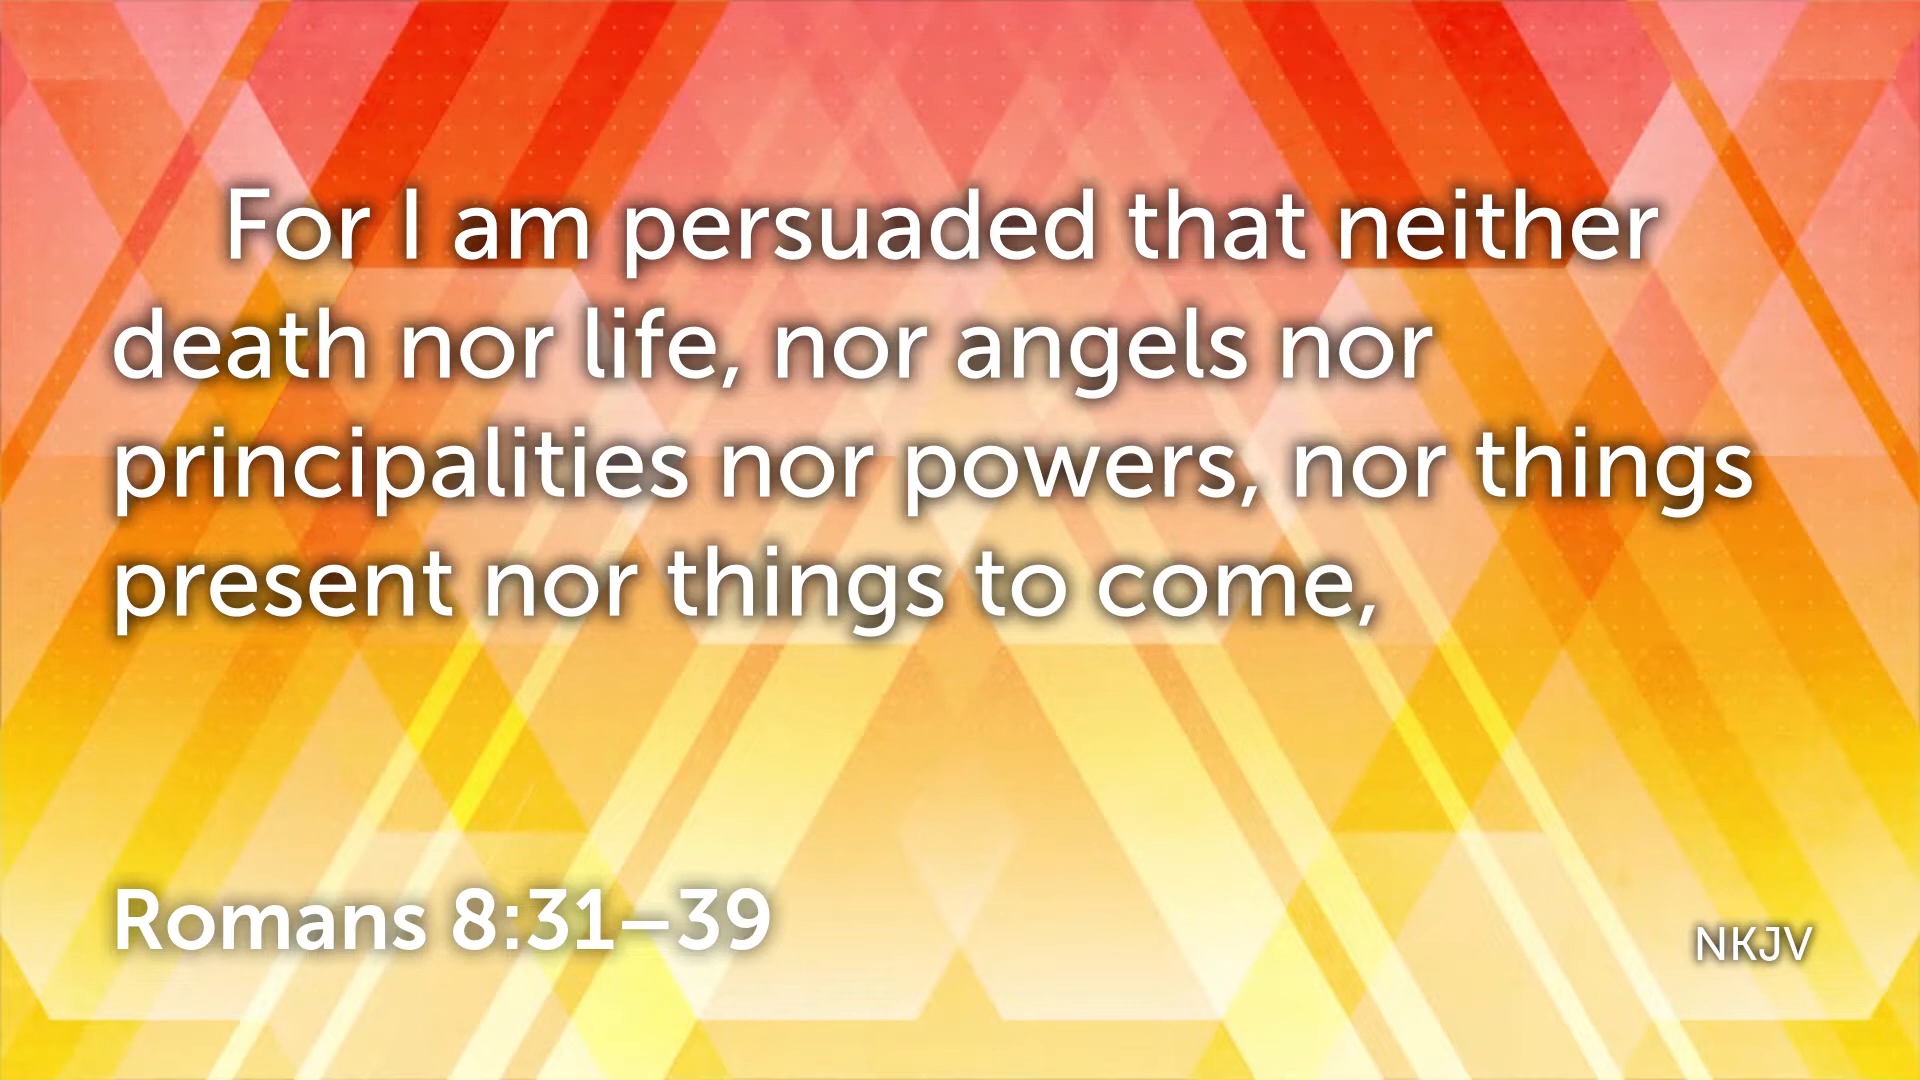 For I am persuaded that neither
death nor life, nor angels nor
principalities nor powers, nor things
present nor things to come,
Romans 8:31–39
NKJV